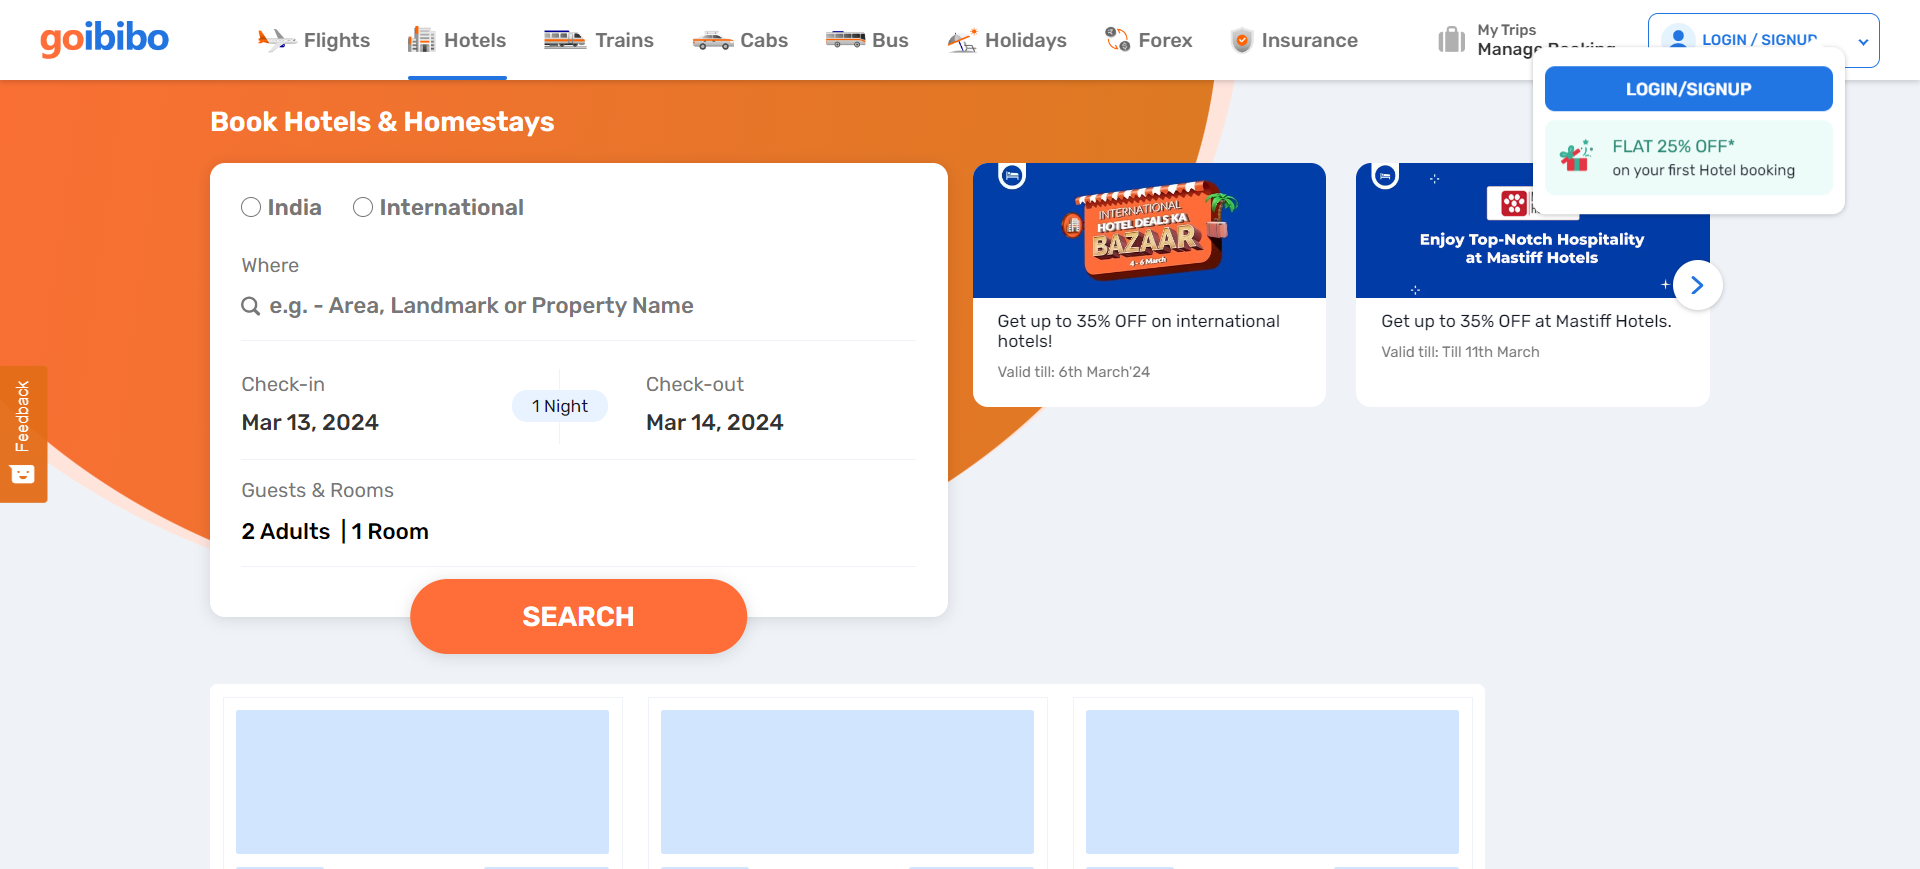 goibibo
Flights
Hotels
Trains
Cabs
Bus
Holidays
Forex
Insurance
My Trips
Manage Booking
LOGIN / SIGNUP
LOGIN/SIGNUP
FLAT 25% OFF*
on your first Hotel booking
Book Hotels & Homestays
India
International
Where
e.g. - Area, Landmark or Property Name
Check-in
Mar 13, 2024
1 Night
Check-out
Mar 14, 2024
Guests & Rooms
2 Adults | 1 Room
SEARCH
INTERNATIONAL
HOTEL DEALS KA
BAZAAR
4 - 6 March
Get up to 35% OFF on international
hotels!
Valid till: 6th March'24
Enjoy Top-Notch Hospitality
at Mastiff Hotels
Get up to 35% OFF at Mastiff Hotels.
Valid till: Till 11th March
Feedback